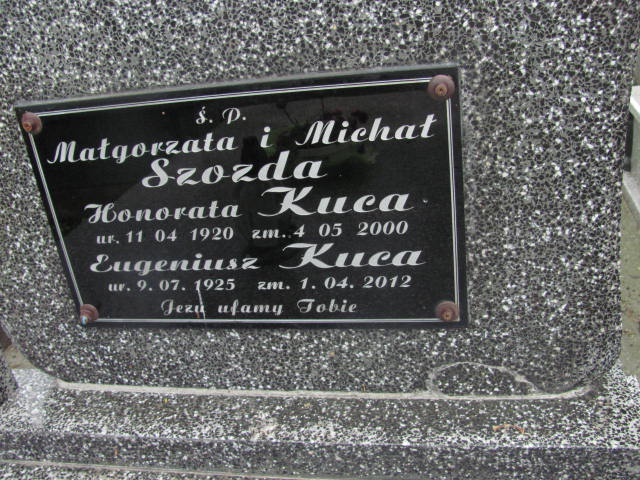 Ś. P.
Małgorzata i Michał
Szozda
Honorata Kuca
ur. 11 04 1920 zm. 4 05 2000
Eugeniusz Kuca
ur. 9. 07. 1925 zm. 1. 04. 2012
Jezu ufamy Tobie